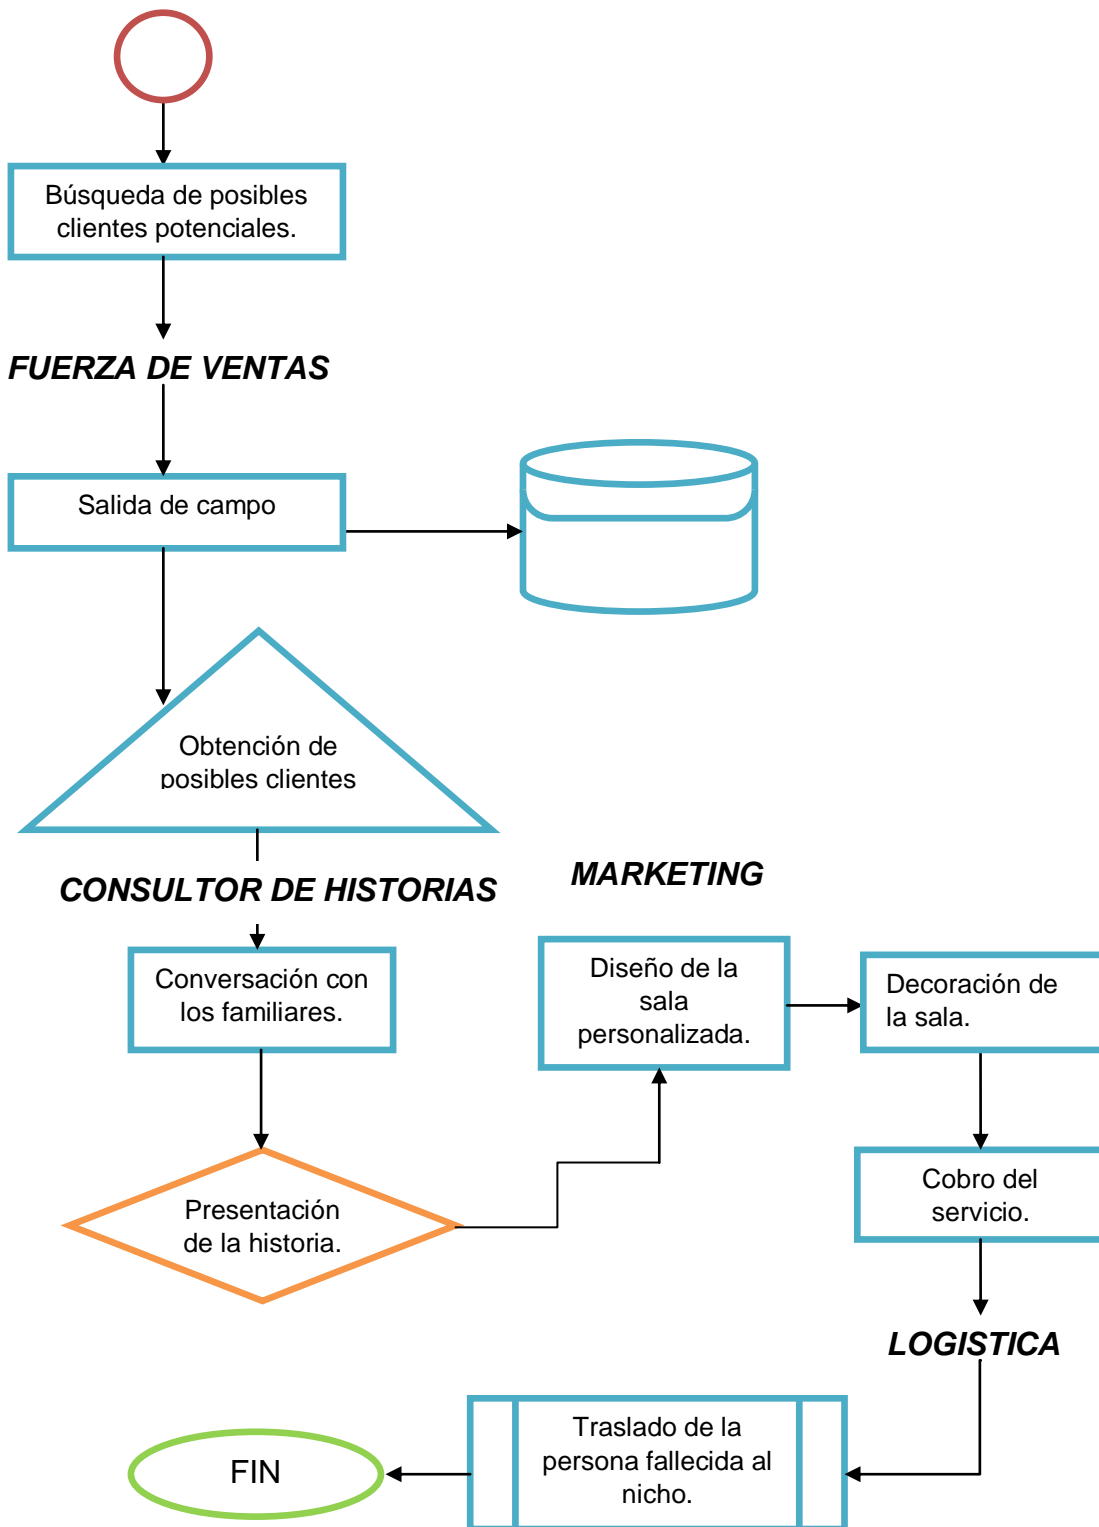 Búsqueda de posibles
clientes potenciales.
FUERZA DE VENTAS
Salida de campo
Obtención de
posibles clientes
CONSULTOR DE HISTORIAS
Conversación con
los familiares.
Presentación
de la historia.
MARKETING
Diseño de la
sala
personalizada.
Decoración de
la sala.
Cobro del
servicio.
LOGISTICA
Traslado de la
persona fallecida al
nicho.
FIN